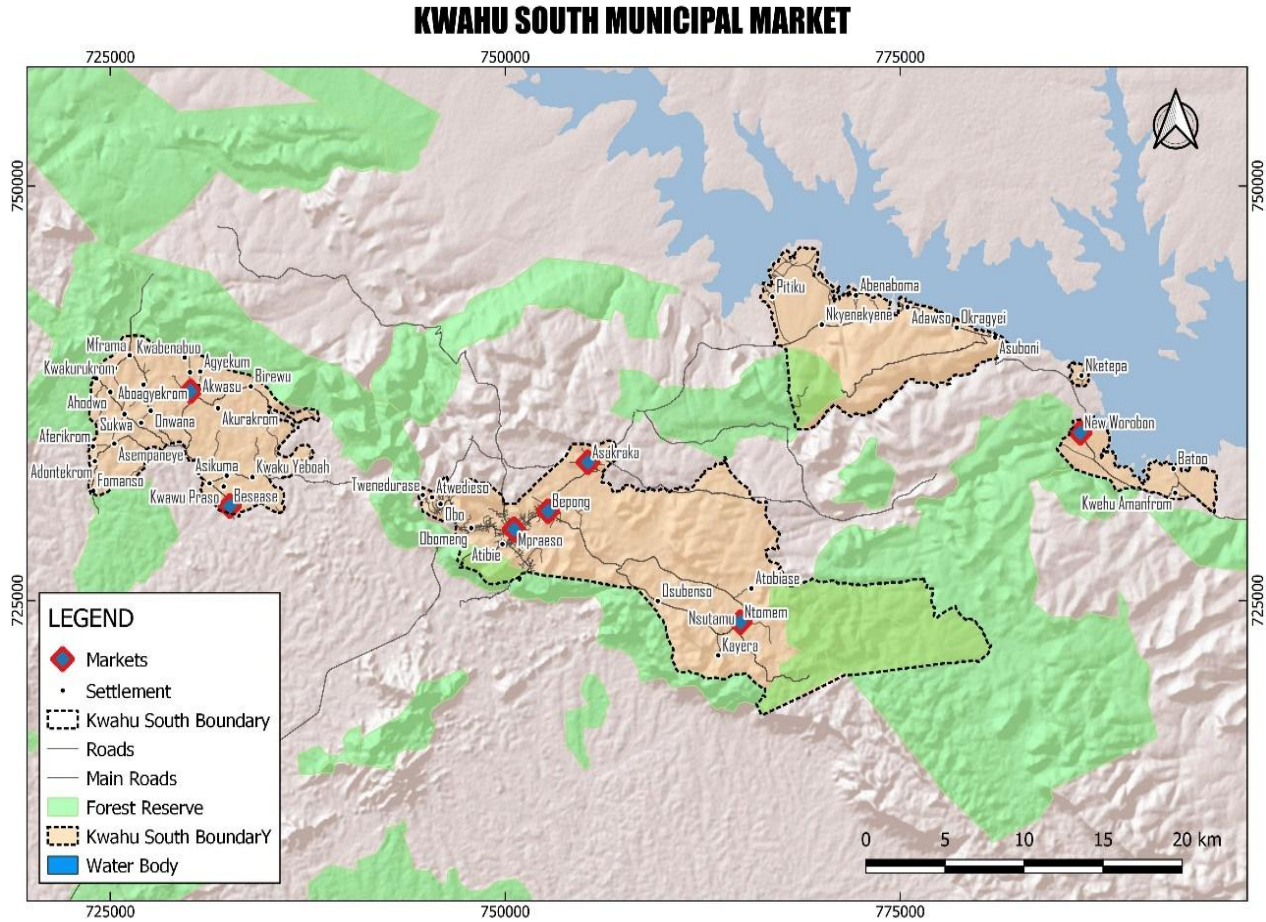 KWAHU SOUTH MUNICIPAL MARKET
725000 750000 775000
750000 750000
Pitiku
Abenaboma
Nkyenekyene
Adawso
Okragyei
Asuboni
Mframa
Kwabenabuo
Kwakurukrom
Agyekum
Nketepa
Aboagyekrom
Akwasu
Birewu
Ahodwo
Akurakrom
Sukwa
Onwana
New Worobon
Aferikrom
Asempaneye
Asakraka
Batoo
Adontekrom
Asikuma
Kwaku Yeboah
Fomanso
Twenedurase
Atwedieso
Kwawu Praso
Besease
Bepong
Kwehu Amanfrom
Obo
Obomeng
Mpraeso
Atibie
Atobiase
Osubenso
725000 725000
Nsutamu
Ntomem
Kayera
LEGEND
Markets
Settlement
Kwahu South Boundary
Roads
Main Roads
Forest Reserve
Kwahu South BoundarY
Water Body
0 5 10 15 20 km
725000 750000 775000